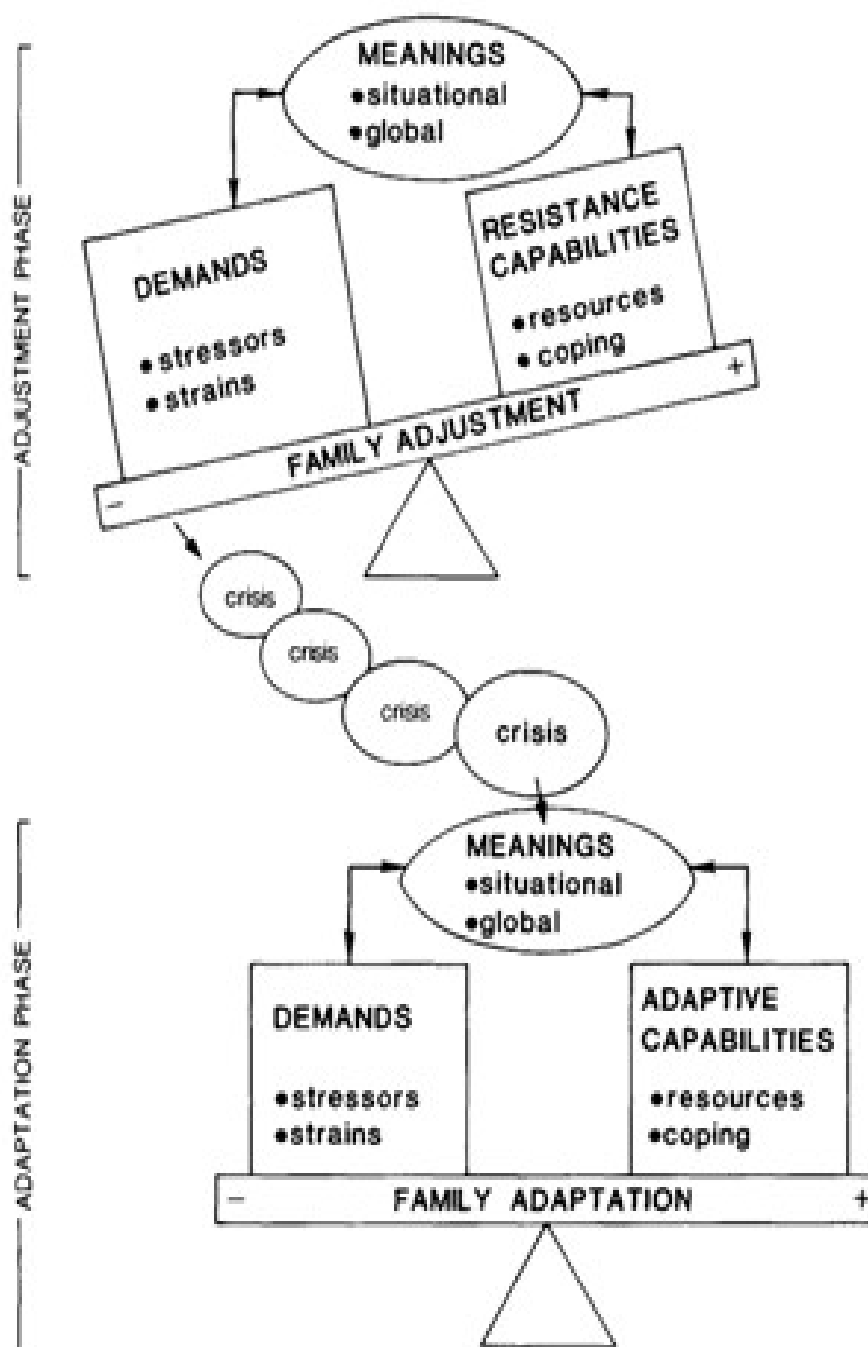 ADJUSTMENT PHASE
MEANINGS
•situational
•global
DEMANDS
•stressors
•strains
RESISTANCE
CAPABILITIES
•resources
•coping
- FAMILY ADJUSTMENT +
crisis
crisis
crisis
crisis
ADAPTATION PHASE
MEANINGS
•situational
•global
DEMANDS
•stressors
•strains
ADAPTIVE
CAPABILITIES
•resources
•coping
- FAMILY ADAPTATION +